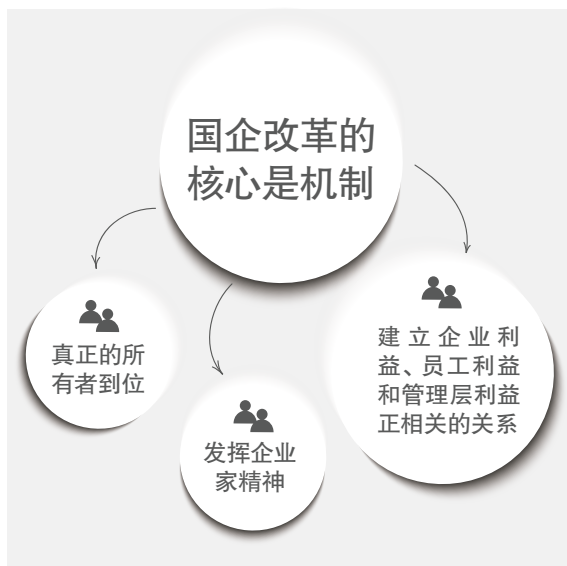 国企改革的
核心是机制
真正的所
有者到位
发挥企业
家精神
建立企业利
益、员工利益
和管理层利益
正相关的关系